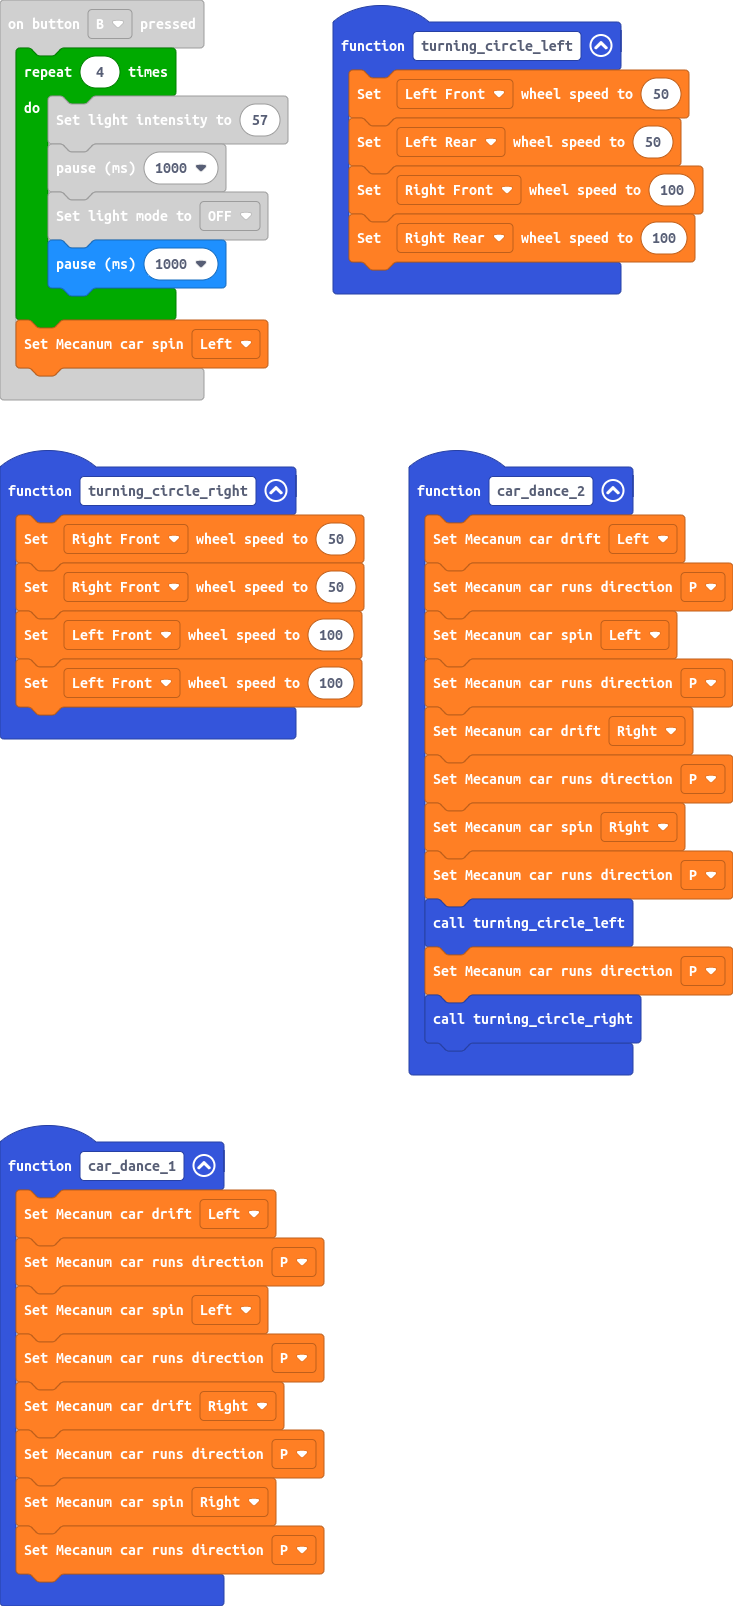 on button B pressed
repeat 4 times
do
Set light intensity to 57
pause (ms) 1000
Set light mode to OFF
pause (ms) 1000
Set Mecanum car spin Left
function turning_circle_left
Set Left Front wheel speed to 50
Set Left Rear wheel speed to 50
Set Right Front wheel speed to 100
Set Right Rear wheel speed to 100
function turning_circle_right
Set Right Front wheel speed to 50
Set Right Front wheel speed to 50
Set Left Front wheel speed to 100
Set Left Front wheel speed to 100
function car_dance_2
Set Mecanum car drift Left
Set Mecanum car runs direction P
Set Mecanum car spin Left
Set Mecanum car runs direction P
Set Mecanum car drift Right
Set Mecanum car runs direction P
Set Mecanum car spin Right
Set Mecanum car runs direction P
call turning_circle_left
Set Mecanum car runs direction P
call turning_circle_right
function car_dance_1
Set Mecanum car drift Left
Set Mecanum car runs direction P
Set Mecanum car spin Left
Set Mecanum car runs direction P
Set Mecanum car drift Right
Set Mecanum car runs direction P
Set Mecanum car spin Right
Set Mecanum car runs direction P